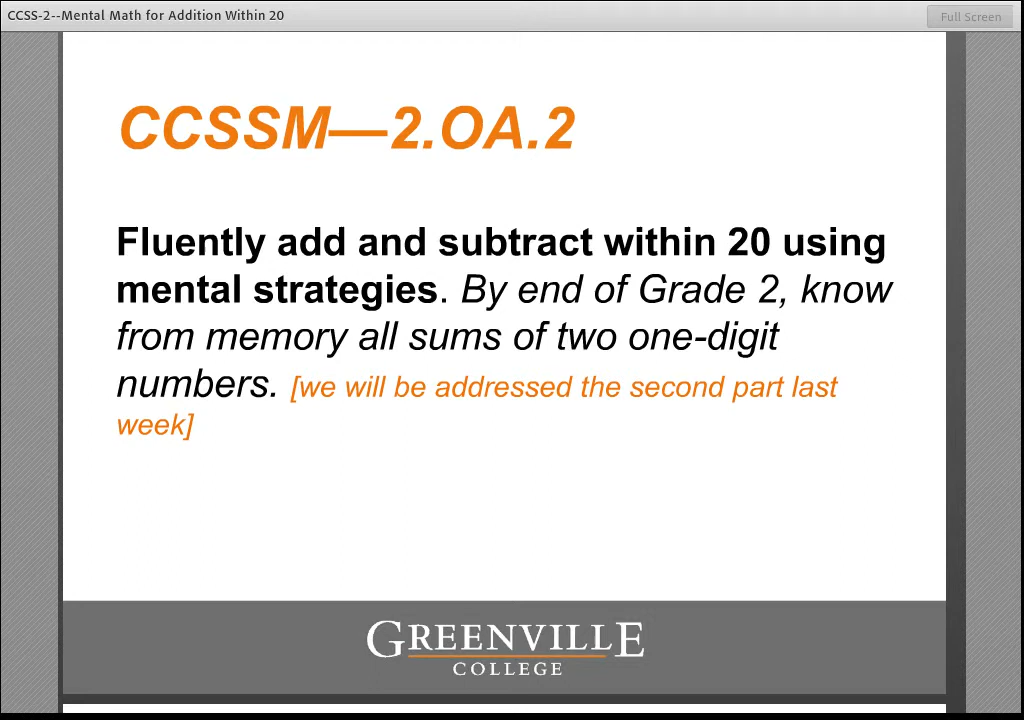 CCSS-2--Mental Math for Addition Within 20
Full Screen
CCSSM—2.OA.2
Fluently add and subtract within 20 using
mental strategies. By end of Grade 2, know
from memory all sums of two one-digit
numbers. [we will be addressed the second part last
week]
GREENVILLE
COLLEGE